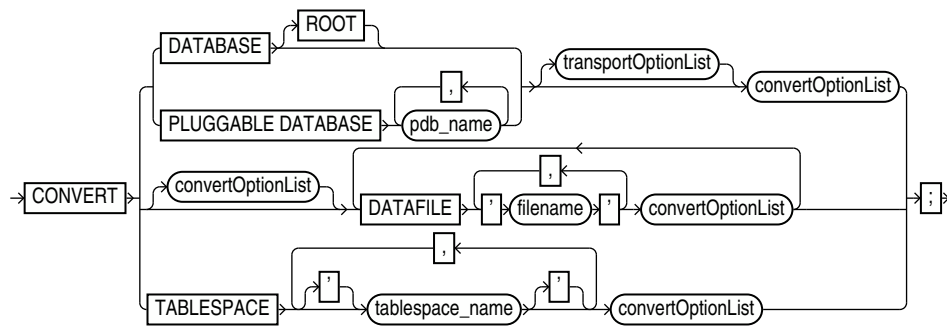 ROOT
DATABASE
transportOptionList
,
convertOptionList
PLUGGABLE DATABASE
pdb_name
,
convertOptionList
CONVERT
DATAFILE
'
filename
'
convertOptionList
;
,
'
'
TABLESPACE
tablespace_name
convertOptionList